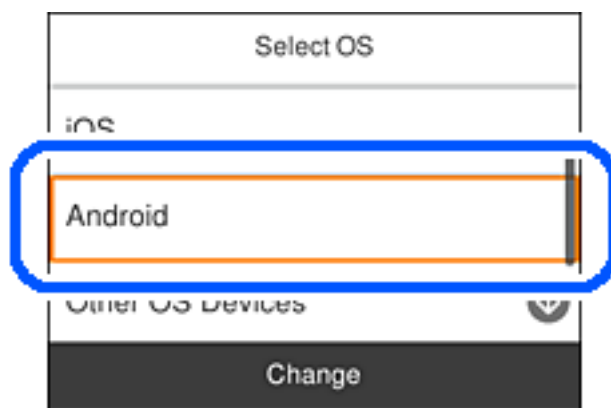 Select OS
iOS
Android
Other OS Devices
Change